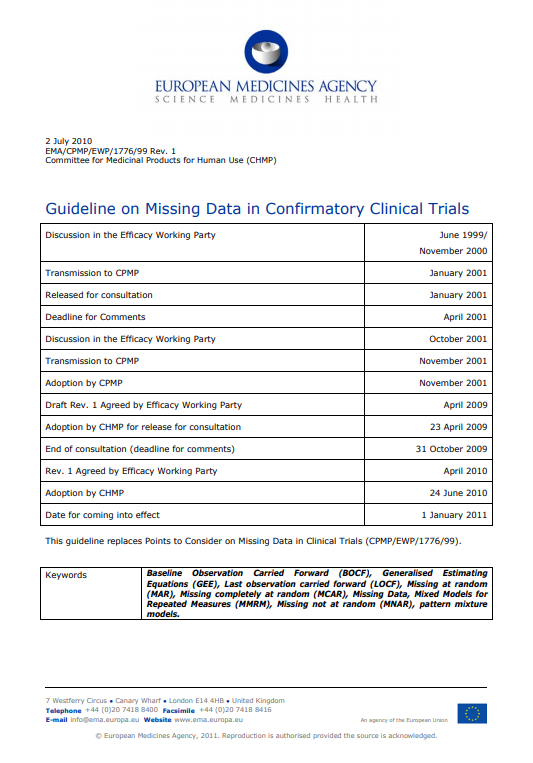 EUROPEAN MEDICINES AGENCY
SCIENCE MEDICINES HEALTH
2 July 2010
EMA/CPMP/EWP/1776/99 Rev. 1
Committee for Medicinal Products for Human Use (CHMP)
Guideline on Missing Data in Confirmatory Clinical Trials
Discussion in the Efficacy Working Party June 1999/
November 2000
Transmission to CPMP January 2001
Released for consultation January 2001
Deadline for Comments April 2001
Discussion in the Efficacy Working Party October 2001
Transmission to CPMP November 2001
Adoption by CPMP November 2001
Draft Rev. 1 Agreed by Efficacy Working Party April 2009
Adoption by CHMP for release for consultation 23 April 2009
End of consultation (deadline for comments) 31 October 2009
Rev. 1 Agreed by Efficacy Working Party April 2010
Adoption by CHMP 24 June 2010
Date for coming into effect 1 January 2011
This guideline replaces Points to Consider on Missing Data in Clinical Trials (CPMP/EWP/1776/99).
Keywords Baseline Observation Carried Forward (BOCF), Generalised Estimating
Equations (GEE), Last observation carried forward (LOCF), Missing at random
(MAR), Missing completely at random (MCAR), Missing Data, Mixed Models for
Repeated Measures (MMRM), Missing not at random (MNAR), pattern mixture
models.
7 Westferry Circus ● Canary Wharf ● London E14 4HB ● United Kingdom
Telephone +44 (0)20 7418 8400 Facsimile +44 (0)20 7418 8416
E-mail info@ema.europa.eu Website www.ema.europa.eu
An agency of the European Union
© European Medicines Agency, 2011. Reproduction is authorised provided the source is acknowledged.